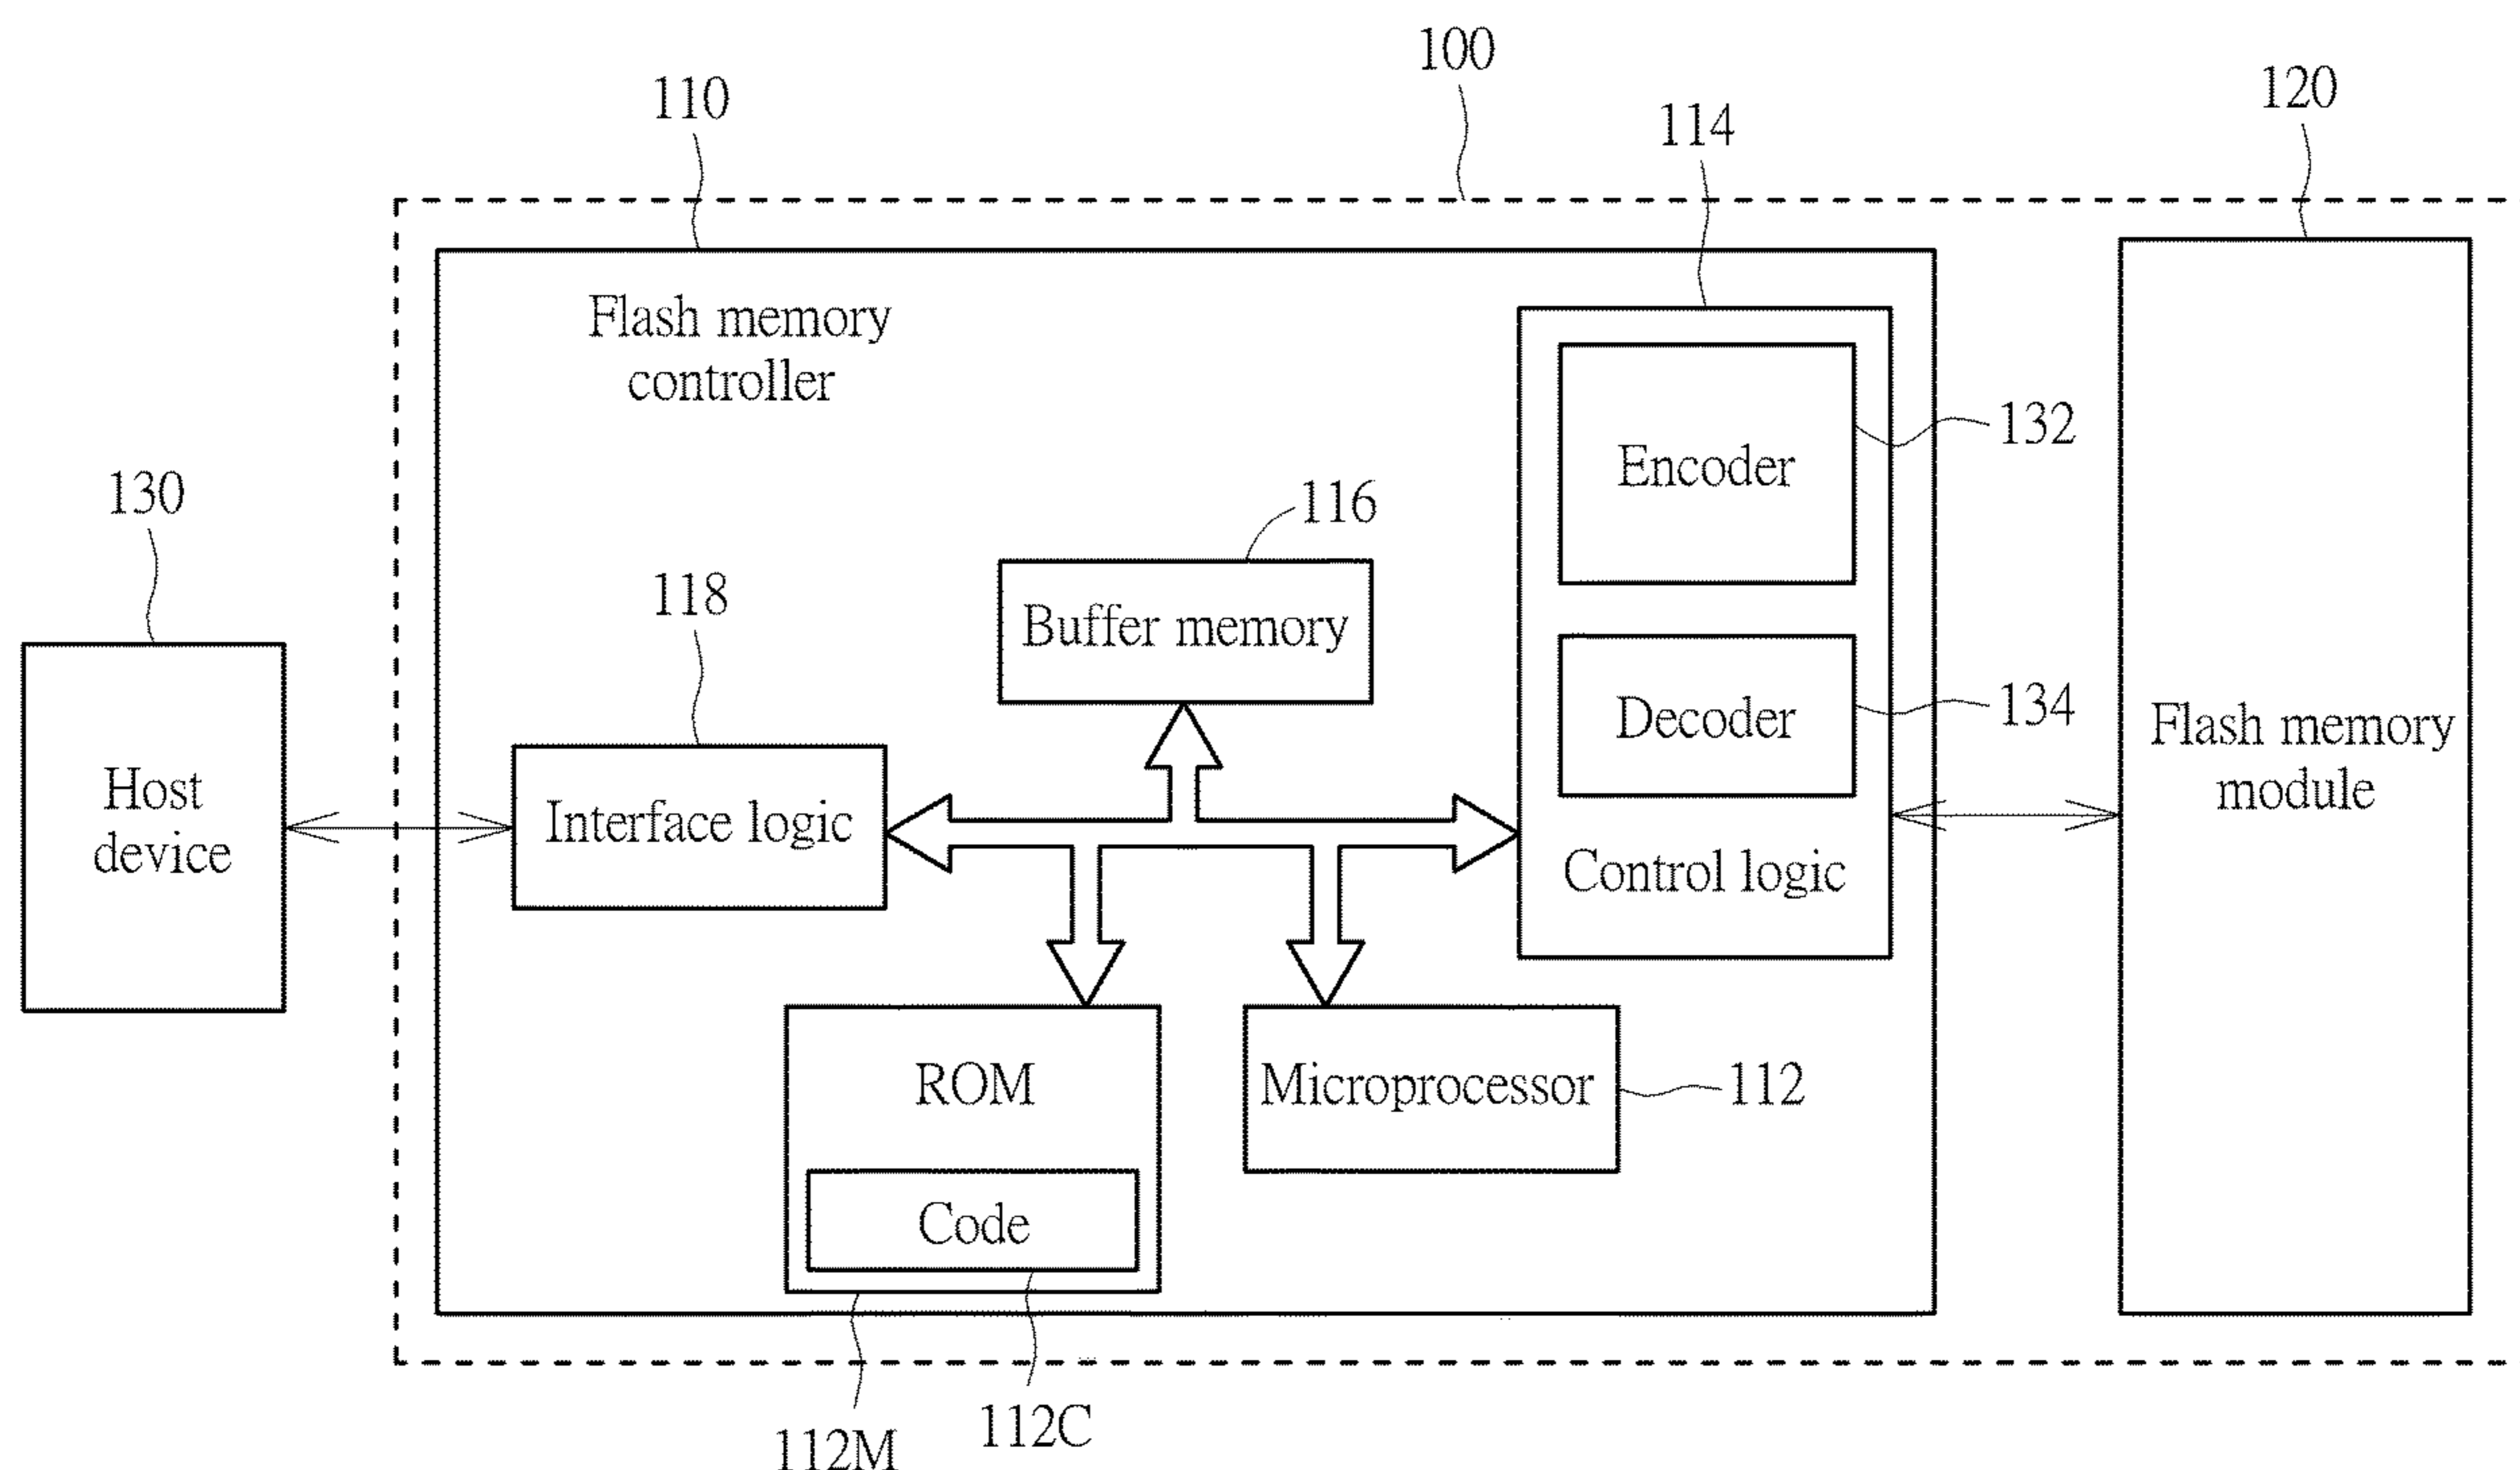 100
110
120
114
Flash memory
controller
132
Encoder
130
116
118
Buffer memory
134
Decoder
Flash memory
module
Host
device
Interface logic
Control logic
ROM
Microprocessor
112
Code
112C
112M